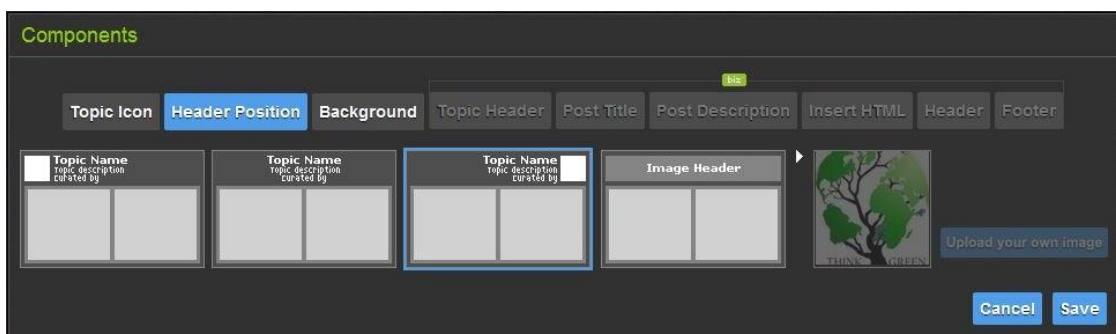 Components
biz
Topic Icon Header Position Background Topic Header Post Title Post Description Insert HTML Header Footer
Topic Name
Topic description
curated by
Topic Name
Topic description
curated by
Topic Name
Topic description
curated by
Image Header
THINK GREEN
Upload your own image
Cancel Save